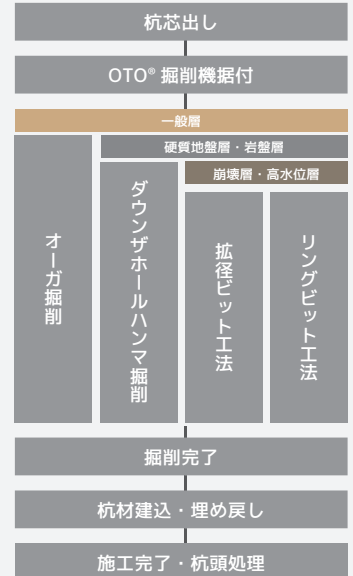 杭芯出し
OTO® 掘削機据付
一般層
硬質地盤層・岩盤層
崩壊層・高水位層
オーガ掘削
ダウンザホールハンマ掘削
拡径ビット工法
リングビット工法
掘削完了
杭材建込・埋め戻し
施工完了・杭頭処理